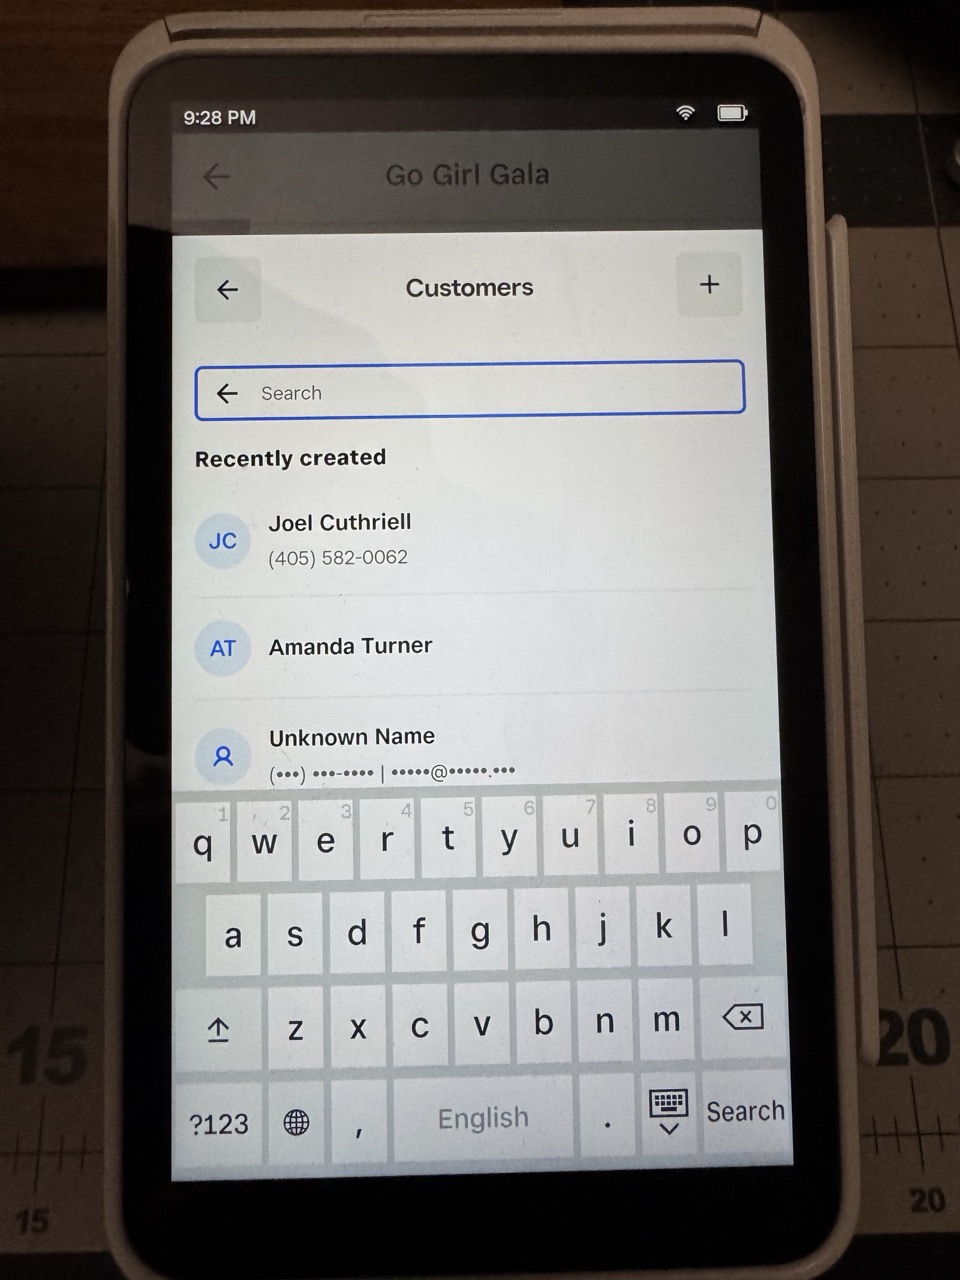 9:28 PM
Go Girl Gala
Customers
+
Search
Recently created
JC
Joel Cuthriell
(405) 582-0062
AT
Amanda Turner
Unknown Name
(•••) •••-•••• | •••••@•••••.•••
1 2 3 4 5 6 7 8 9 0
q w e r t y u i o p
a s d f g h j k l
z x c v b n m
?123 , English . Search
15 20
15 20